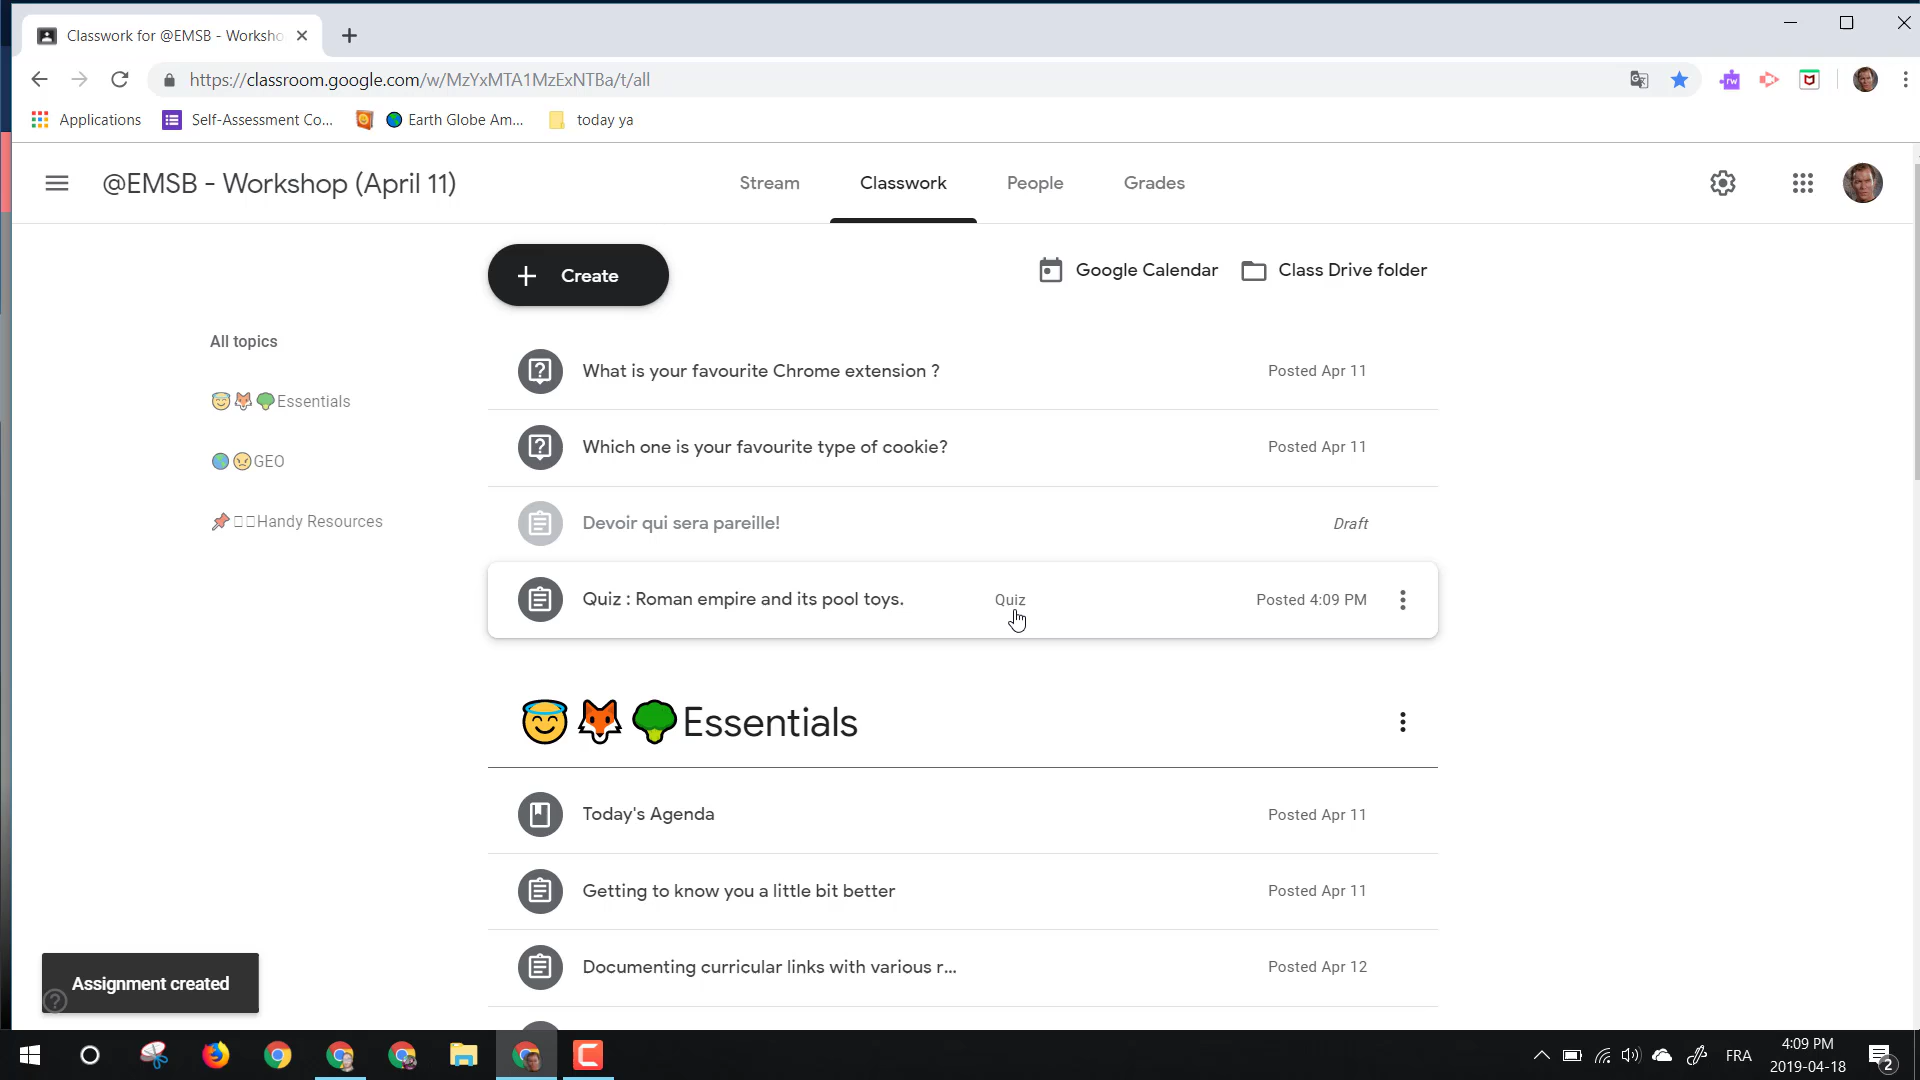 Classwork for @EMSB - Worksho
https://classroom.google.com/w/MzYxMTA1MzExNTBa/t/all
Applications Self-Assessment Co... Earth Globe Am... today ya
@EMSB - Workshop (April 11) Stream Classwork People Grades
Create Google Calendar Class Drive folder
All topics
Essentials
GEO
Handy Resources
What is your favourite Chrome extension ? Posted Apr 11
Which one is your favourite type of cookie? Posted Apr 11
Devoir qui sera pareille! Draft
Quiz : Roman empire and its pool toys. Quiz Posted 4:09 PM
Essentials
Today's Agenda Posted Apr 11
Getting to know you a little bit better Posted Apr 11
Documenting curricular links with various r... Posted Apr 12
Assignment created
FRA 4:09 PM
2019-04-18 2